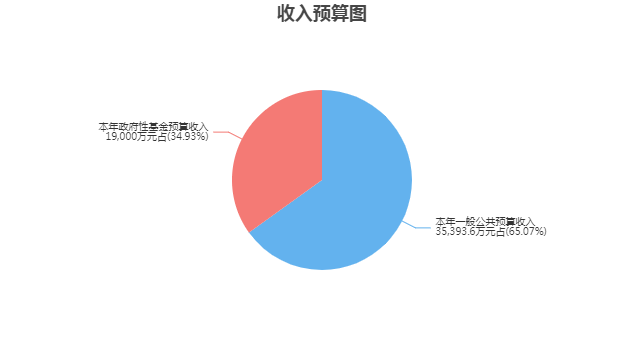 收入预算图
本年政府性基金预算收入
19,000万元占(34.93%)
本年一般公共预算收入
35,393.6万元占(65.07%)